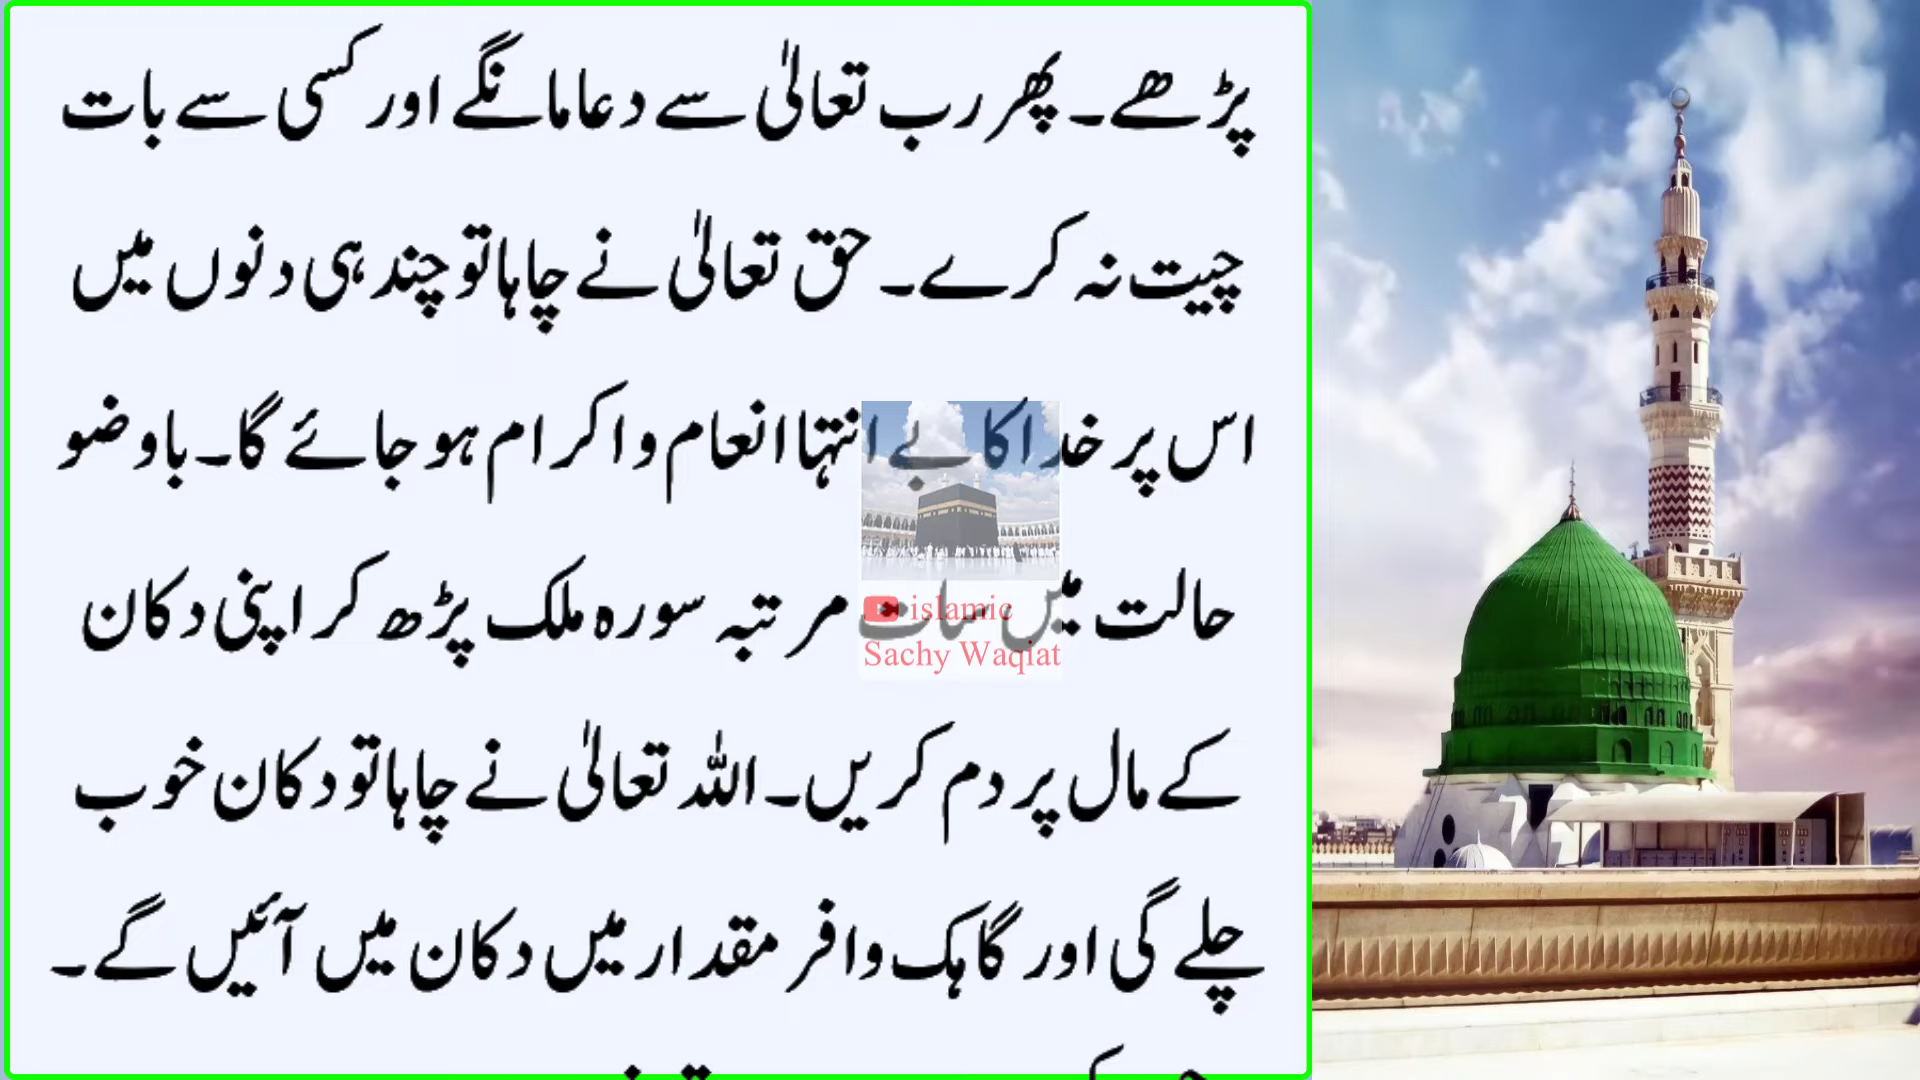 پڑھے۔ پھر رب تعالیٰ سے دعا مانگے اور کسی سے بات
چیت نہ کرے۔ حق تعالیٰ نے چاہا تو چند ہی دنوں میں
اس پر خدا کا بے انتہا انعام و اکرام ہو جائے گا۔ باوضو
حالت میں سات مرتبہ سورہ ملک پڑھ کر اپنی دکان
کے مال پر دم کریں۔ اللہ تعالیٰ نے چاہا تو دکان خوب
چلے گی اور گاہک وافر مقدار میں دکان میں آئیں گے۔
islamic
Sachy Waqiat